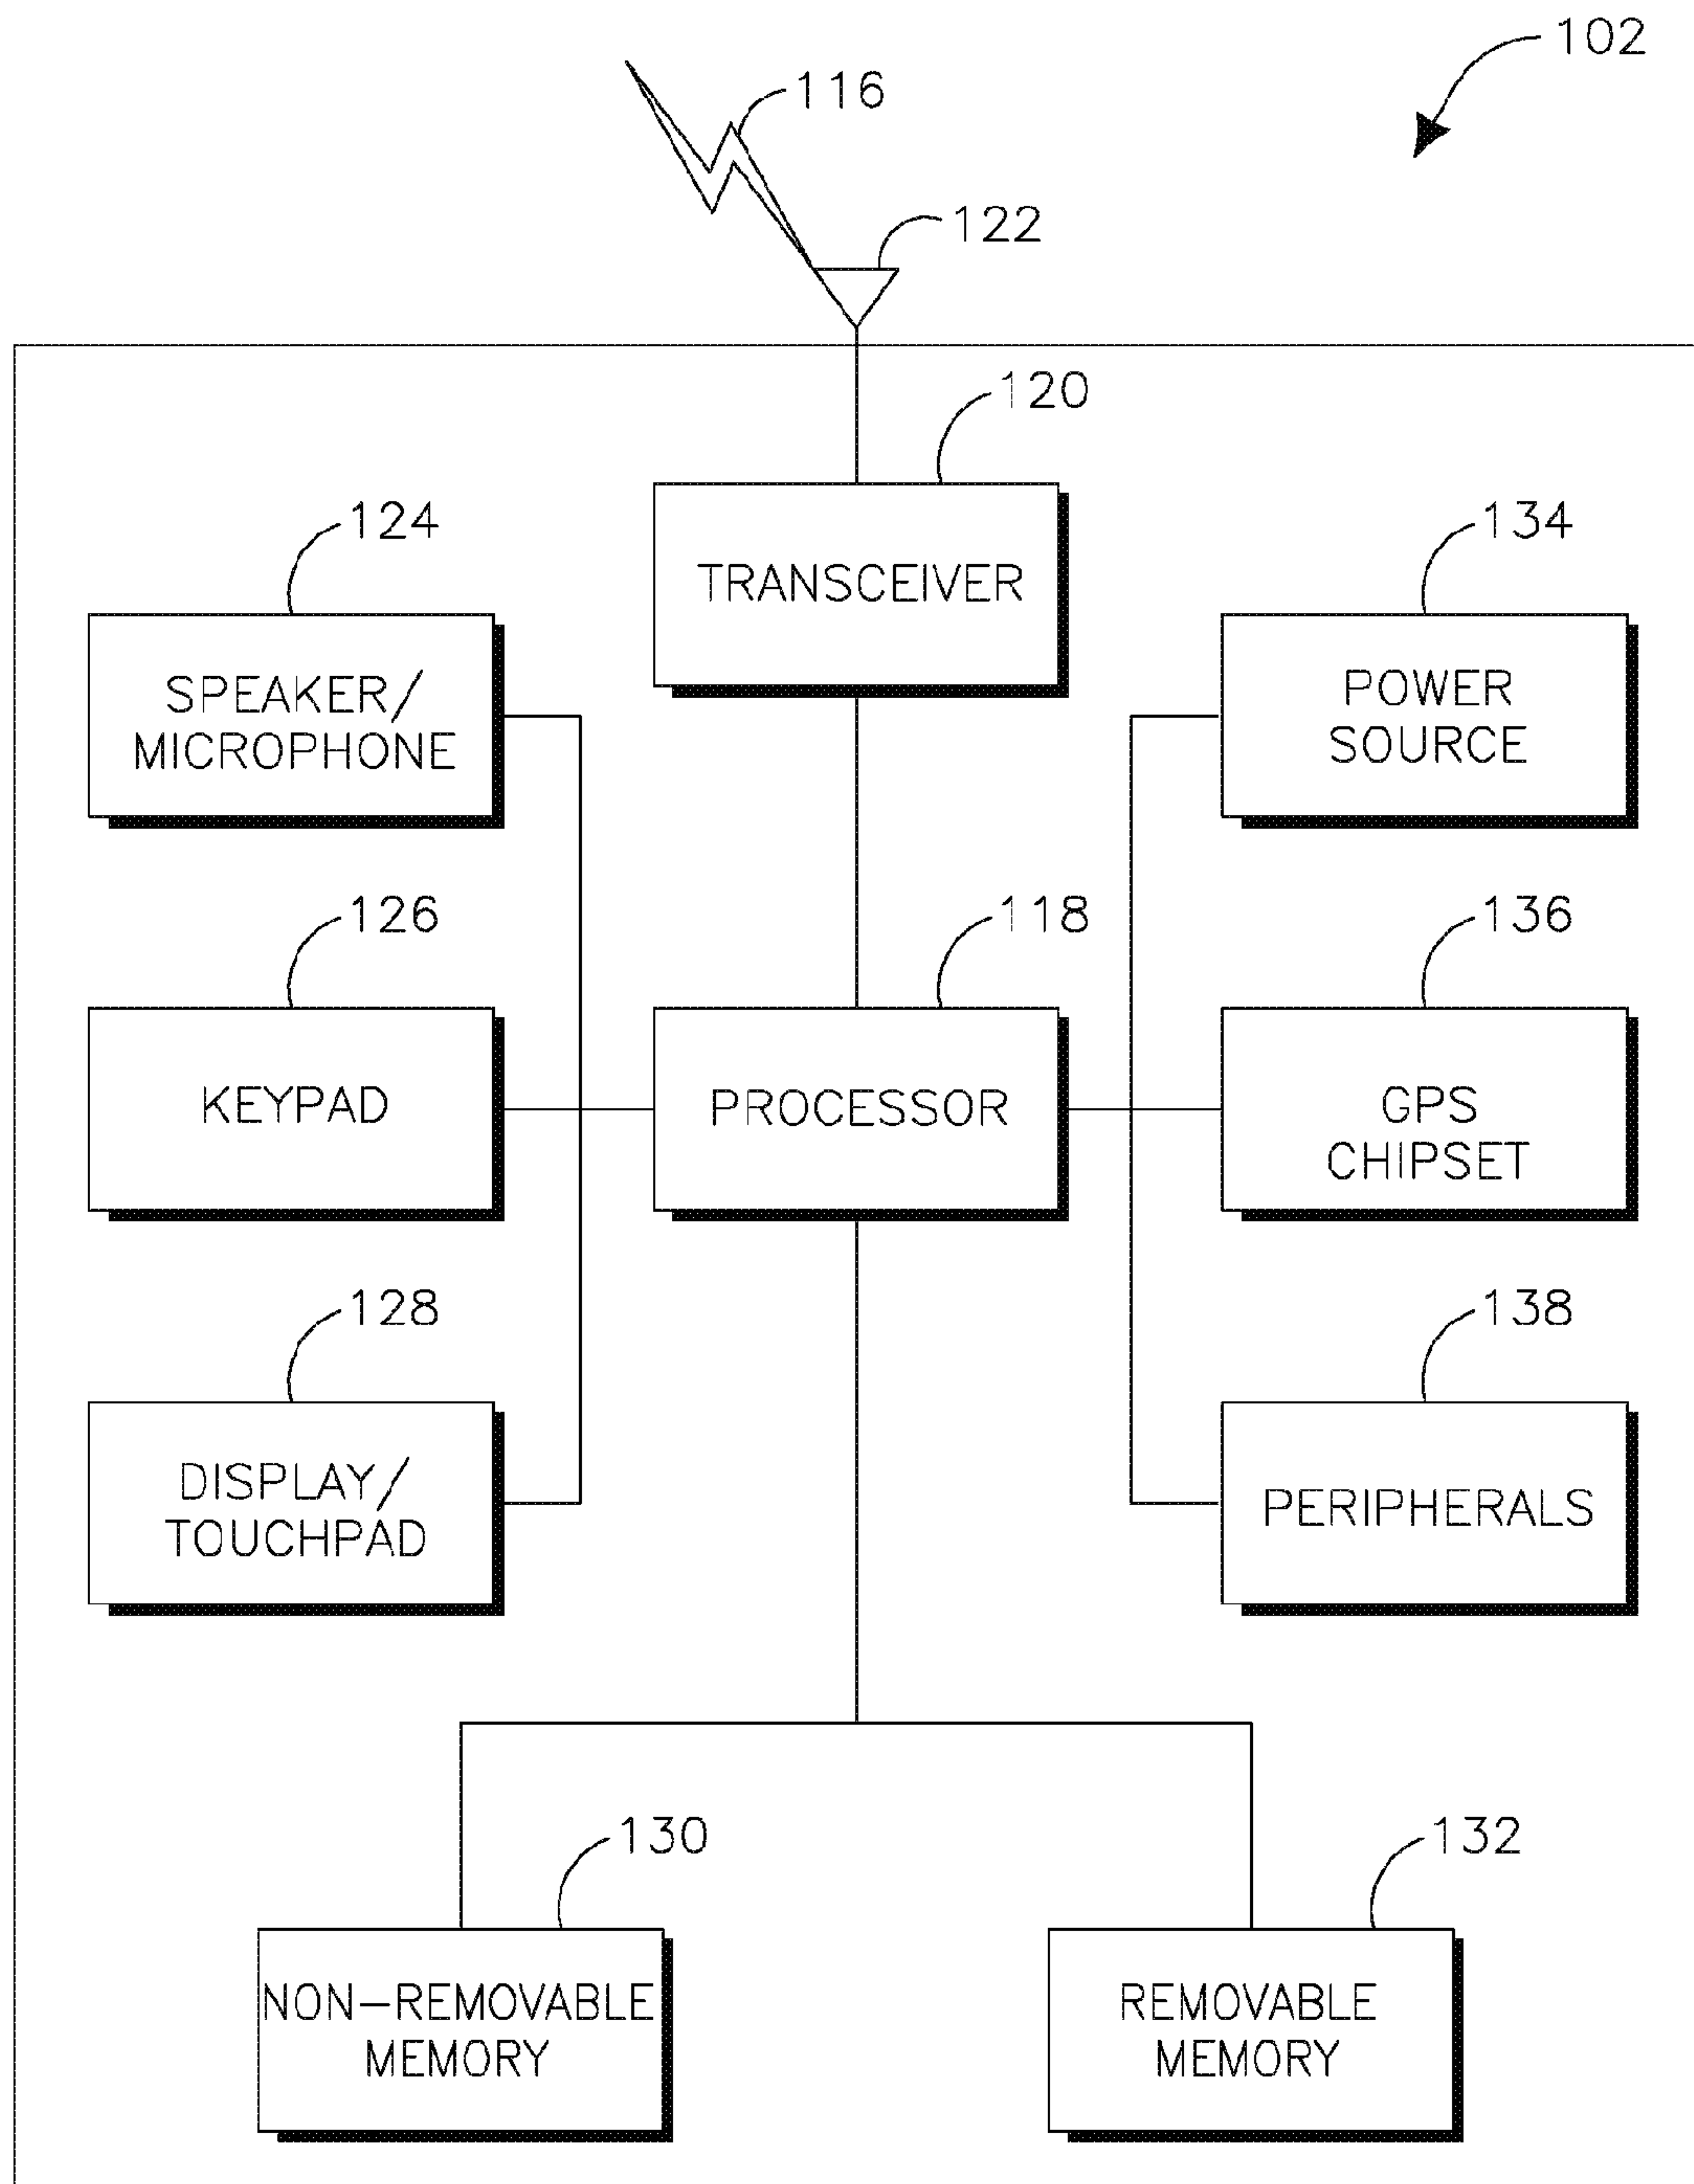 102
116
122
120
124
TRANSCEIVER
134
SPEAKER/
MICROPHONE
POWER
SOURCE
126
118
136
KEYPAD
PROCESSOR
GPS
CHIPSET
128
138
DISPLAY/
TOUCHPAD
PERIPHERALS
130
132
NON-REMOVABLE
MEMORY
REMOVABLE
MEMORY